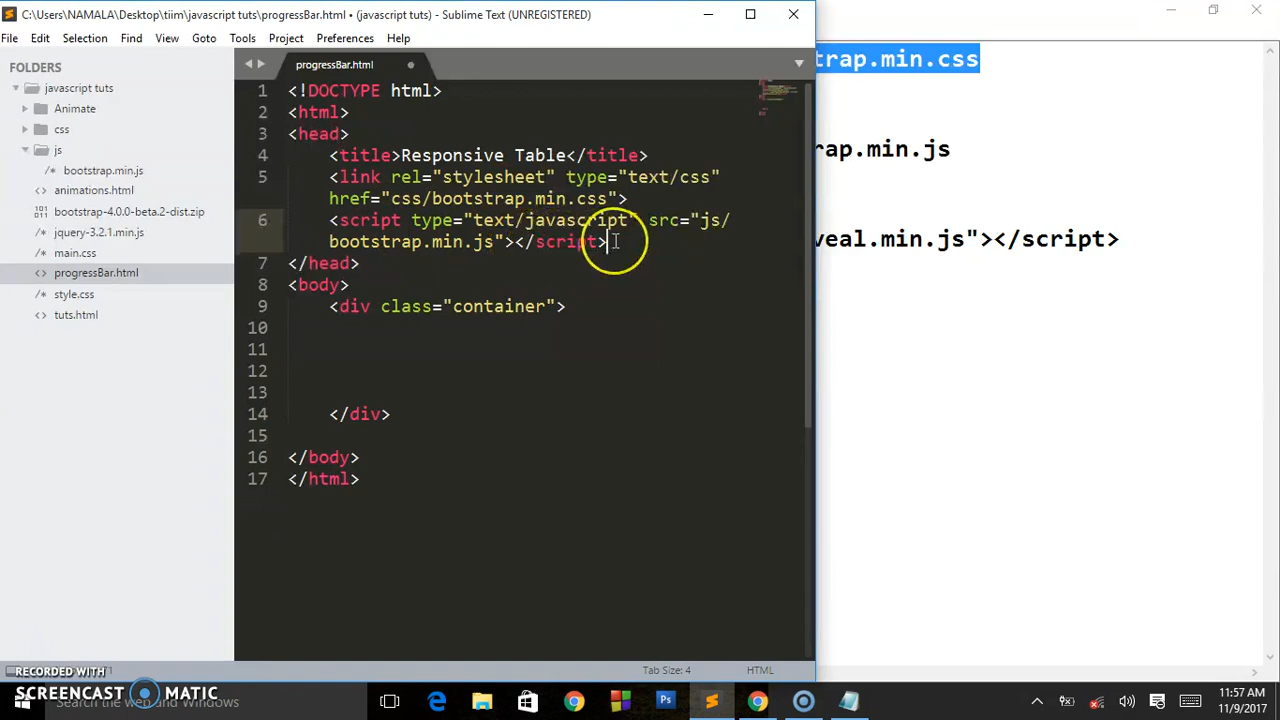 C:\Users\NAMALA\Desktop\tiim\javascript tuts\progressBar.html • (javascript tuts) - Sublime Text (UNREGISTERED)
File Edit Selection Find View Goto Tools Project Preferences Help
FOLDERS
javascript tuts
Animate
css
js
bootstrap.min.js
animations.html
bootstrap-4.0.0-beta.2-dist.zip
jquery-3.2.1.min.js
main.css
progressBar.html
style.css
tuts.html
progressBar.html
1 <!DOCTYPE html>
2 <html>
3 <head>
4 <title>Responsive Table</title>
5 <link rel="stylesheet" type="text/css"
href="css/bootstrap.min.css">
6 <script type="text/javascript" src="js/
bootstrap.min.js"></script>
7 </head>
8 <body>
9 <div class="container">
10
11
12
13
14 </div>
15
16 </body>
17 </html>
trap.min.css
rap.min.js
veal.min.js"></script>
Tab Size: 4 HTML
RECORDED WITH
SCREENCAST MATIC
Search the web and Windows
11:57 AM
11/9/2017